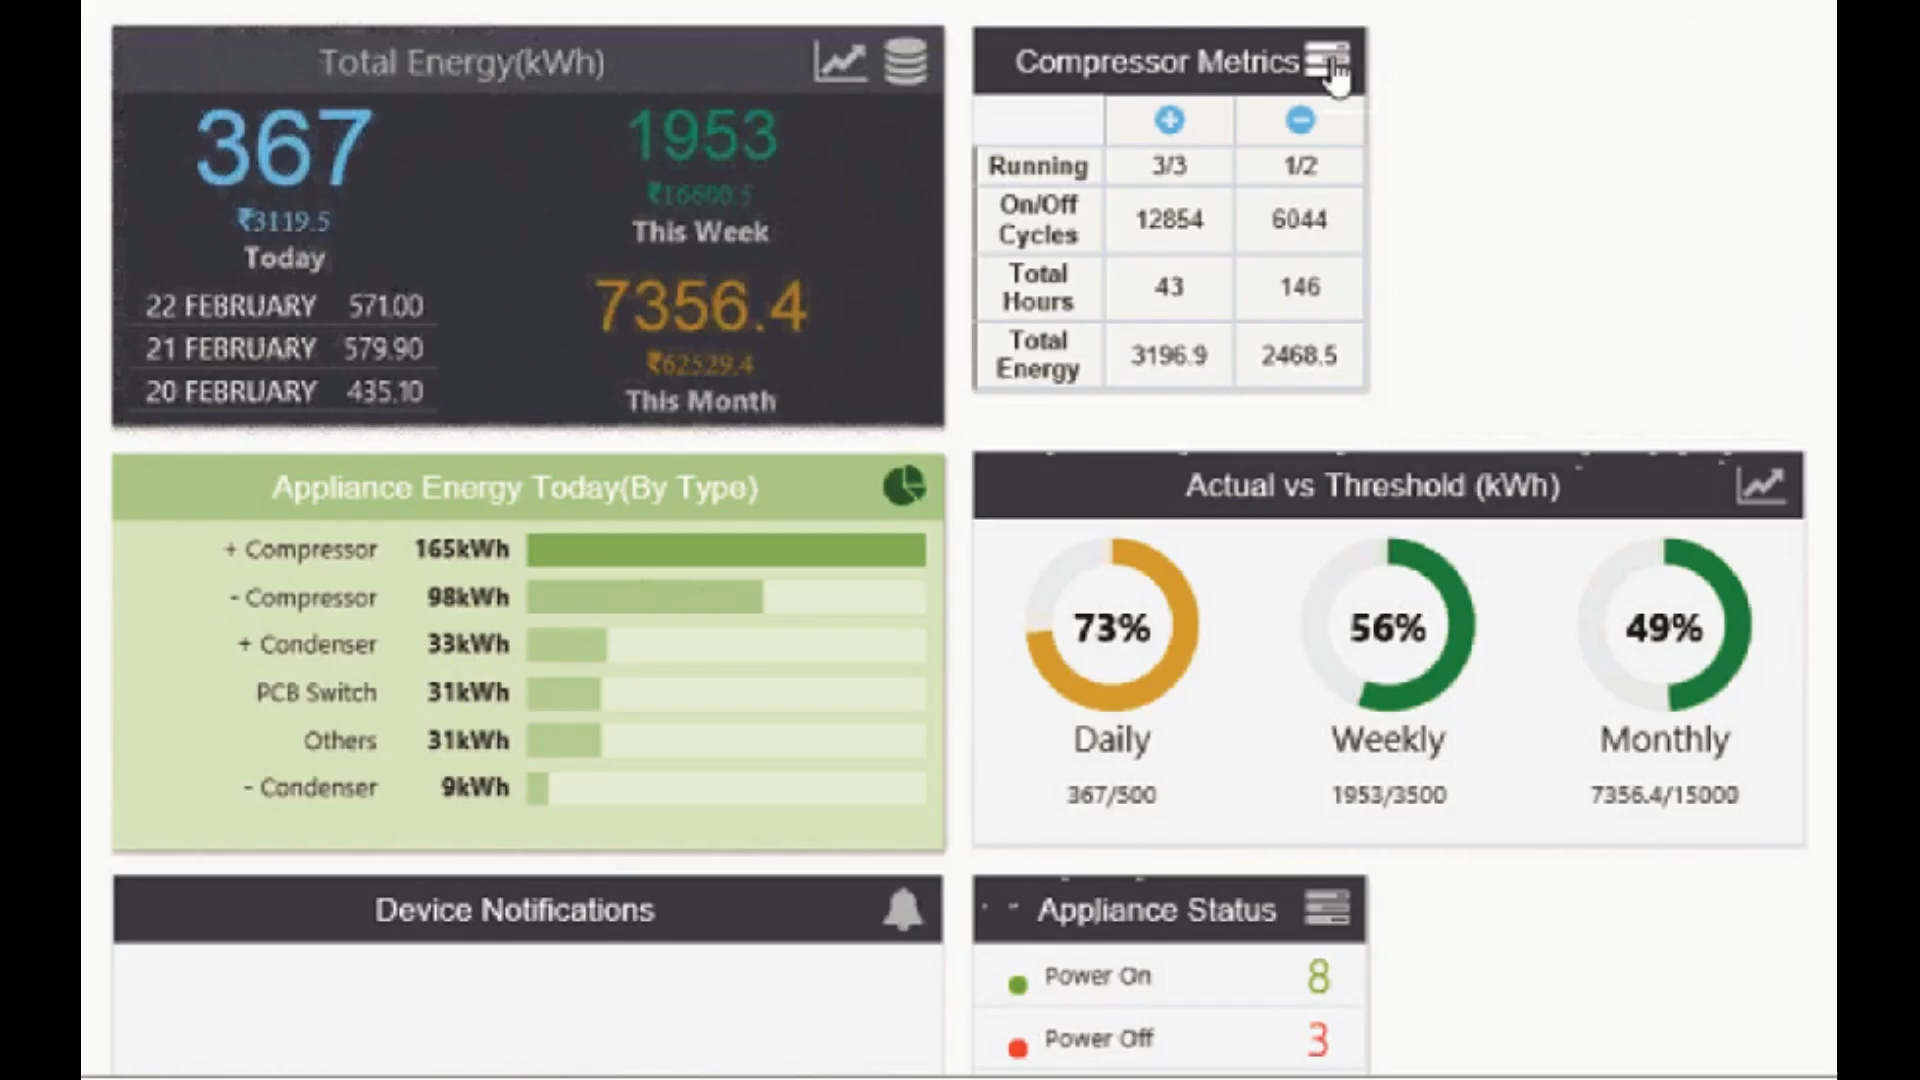 Total Energy(kWh)
367
₹3119.5
Today
22 FEBRUARY 571.00
21 FEBRUARY 579.90
20 FEBRUARY 435.10
1953
₹16600.5
This Week
7356.4
₹62529.4
This Month
Compressor Metrics
Running 3/3 1/2
On/Off
Cycles 12854 6044
Total
Hours 43 146
Total
Energy 3196.9 2468.5
Appliance Energy Today(By Type)
+ Compressor 165kWh
- Compressor 98kWh
+ Condenser 33kWh
PCB Switch 31kWh
Others 31kWh
- Condenser 9kWh
Actual vs Threshold (kWh)
73% 56% 49%
Daily Weekly Monthly
367/500 1953/3500 7356.4/15000
Device Notifications
Appliance Status
Power On 8
Power Off 3